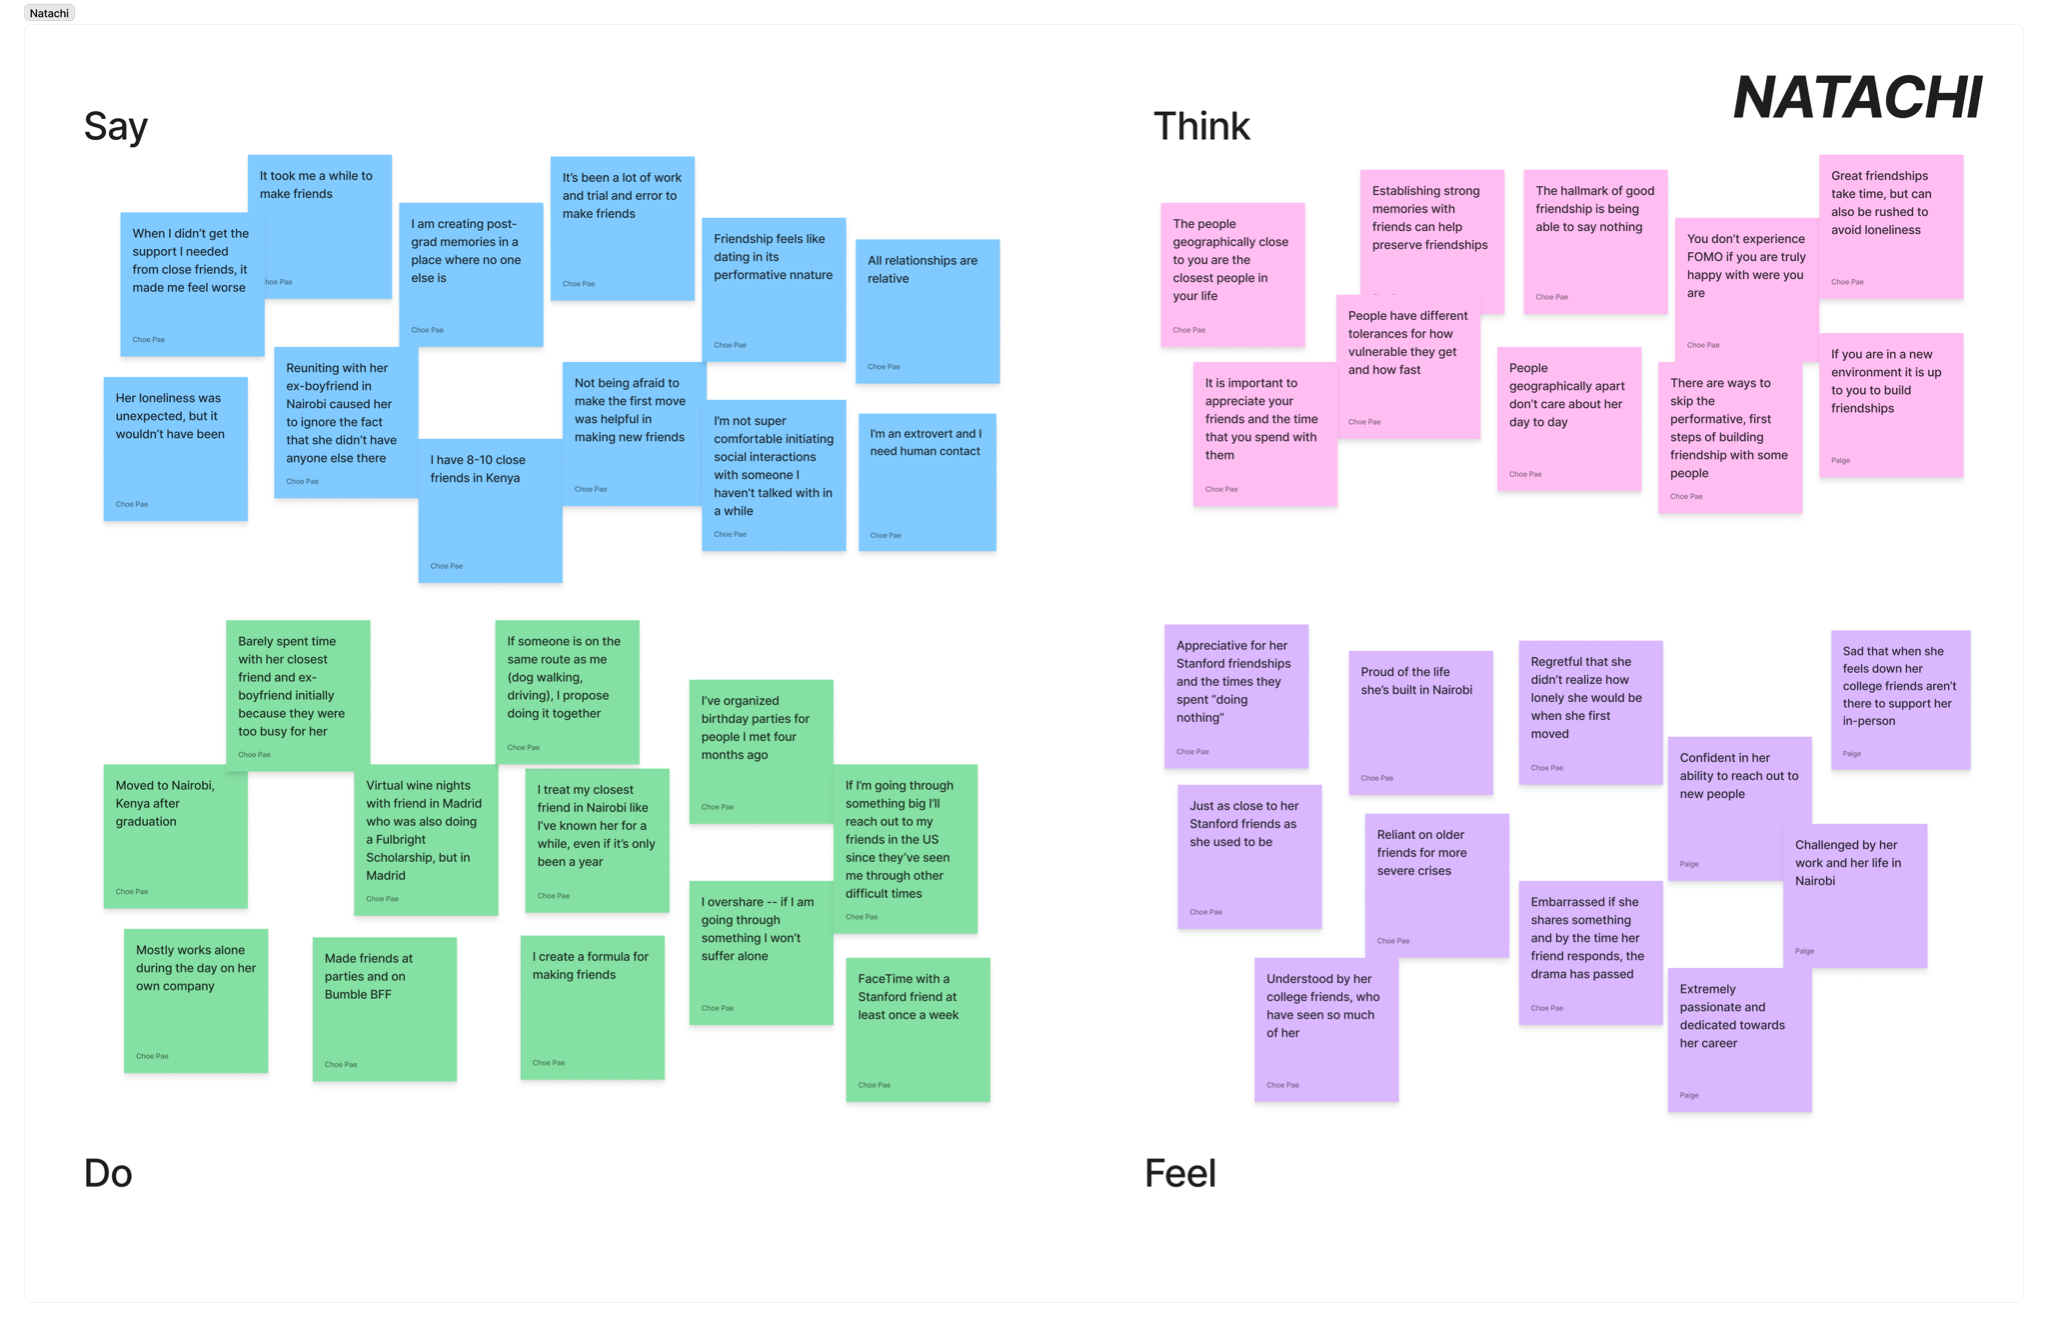 Natachi
NATACHI
Say
It took me a while to
make friends
hoe Pae
When I didn't get the
support I needed
from close friends, it
made me feel worse
Choe Pae
I am creating post-
grad memories in a
place where no one
else is
Choe Pae
It's been a lot of work
and trial and error to
make friends
Choe Pae
Friendship feels like
dating in its
performative nnature
Choe Pae
All relationships are
relative
Choe Pae
Her loneliness was
unexpected, but it
wouldn't have been
Choe Pae
Reuniting with her
ex-boyfriend in
Nairobi caused her
to ignore the fact
that she didn't have
anyone else there
Choe Pae
I have 8-10 close
friends in Kenya
Choe Pae
Not being afraid to
make the first move
was helpful in
making new friends
Choe Pae
I'm not super
comfortable initiating
social interactions
with someone I
haven't talked with in
a while
Choe Pae
I'm an extrovert and I
need human contact
Choe Pae
Think
The people
geographically close
to you are the
closest people in
your life
Choe Pae
Establishing strong
memories with
friends can help
preserve friendships
The hallmark of good
friendship is being
able to say nothing
Choe Pae
You don't experience
FOMO if you are truly
happy with were you
are
Choe Pae
Great friendships
take time, but can
also be rushed to
avoid loneliness
Choe Pae
People have different
tolerances for how
vulnerable they get
and how fast
Choe Pae
It is important to
appreciate your
friends and the time
that you spend with
them
Choe Pae
People
geographically apart
don't care about her
day to day
Choe Pae
There are ways to
skip the
performative, first
steps of building
friendship with some
people
Choe Pae
If you are in a new
environment it is up
to you to build
friendships
Paige
Barely spent time
with her closest
friend and ex-
boyfriend initially
because they were
too busy for her
Choe Pae
If someone is on the
same route as me
(dog walking,
driving), I propose
doing it together
Choe Pae
I've organized
birthday parties for
people I met four
months ago
Choe Pae
Moved to Nairobi,
Kenya after
graduation
Choe Pae
Virtual wine nights
with friend in Madrid
who was also doing
a Fulbright
Scholarship, but in
Madrid
Choe Pae
I treat my closest
friend in Nairobi like
I've known her for a
while, even if it's only
been a year
Choe Pae
If I'm going through
something big I'll
reach out to my
friends in the US
since they've seen
me through other
difficult times
Choe Pae
I overshare -- if I am
going through
something I won't
suffer alone
Choe Pae
Mostly works alone
during the day on her
own company
Choe Pae
Made friends at
parties and on
Bumble BFF
Choe Pae
I create a formula for
making friends
Choe Pae
FaceTime with a
Stanford friend at
least once a week
Choe Pae
Do
Appreciative for her
Stanford friendships
and the times they
spent "doing
nothing"
Choe Pae
Proud of the life
she's built in Nairobi
Choe Pae
Regretful that she
didn't realize how
lonely she would be
when she first
moved
Choe Pae
Sad that when she
feels down her
college friends aren't
there to support her
in-person
Paige
Confident in her
ability to reach out to
new people
Paige
Just as close to her
Stanford friends as
she used to be
Choe Pae
Reliant on older
friends for more
severe crises
Choe Pae
Challenged by her
work and her life in
Nairobi
Paige
Embarrassed if she
shares something
and by the time her
friend responds, the
drama has passed
Choe Pae
Understood by her
college friends, who
have seen so much
of her
Choe Pae
Extremely
passionate and
dedicated towards
her career
Paige
Feel